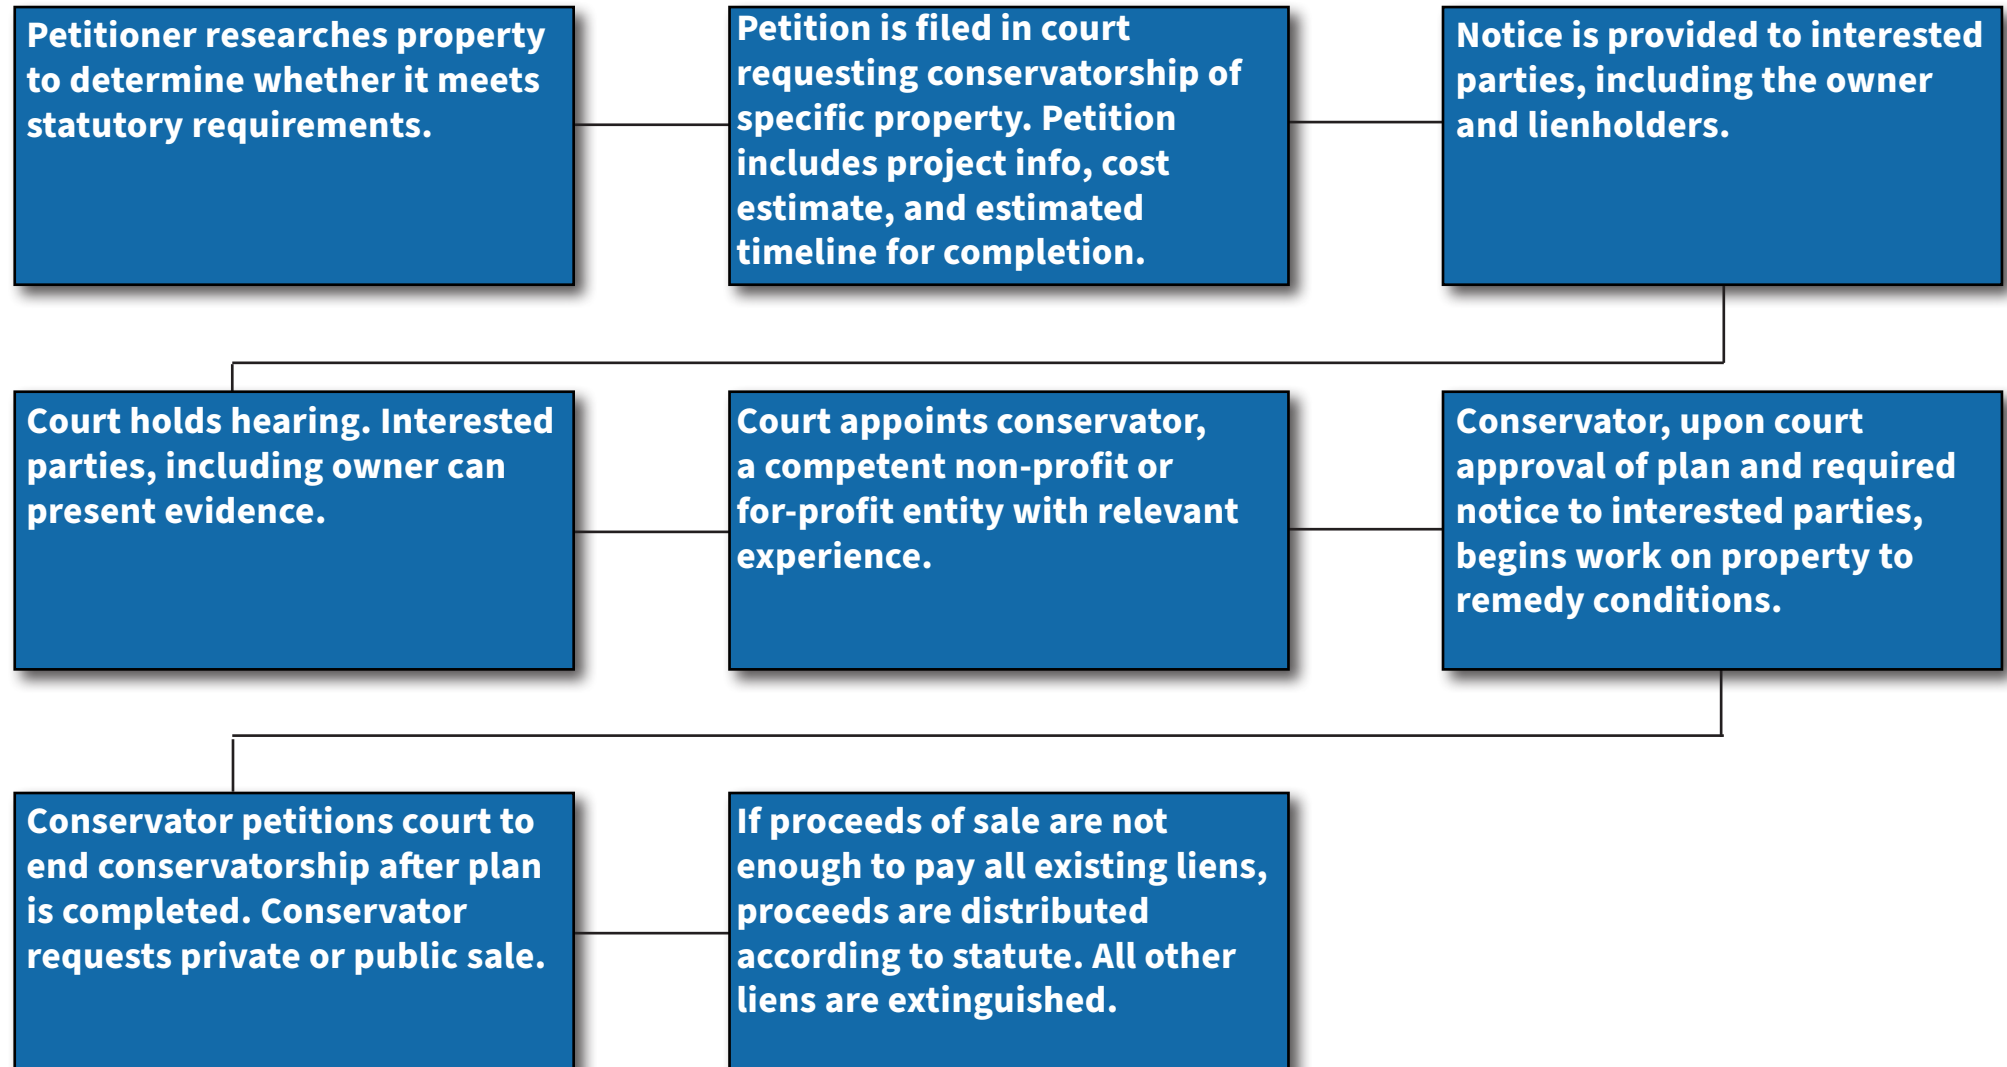 Petitioner researches property
to determine whether it meets
statutory requirements.
Petition is filed in court
requesting conservatorship of
specific property. Petition
includes project info, cost
estimate, and estimated
timeline for completion.
Notice is provided to interested
parties, including the owner
and lienholders.
Court holds hearing. Interested
parties, including owner can
present evidence.
Court appoints conservator,
a competent non-profit or
for-profit entity with relevant
experience.
Conservator, upon court
approval of plan and required
notice to interested parties,
begins work on property to
remedy conditions.
Conservator petitions court to
end conservatorship after plan
is completed. Conservator
requests private or public sale.
If proceeds of sale are not
enough to pay all existing liens,
proceeds are distributed
according to statute. All other
liens are extinguished.